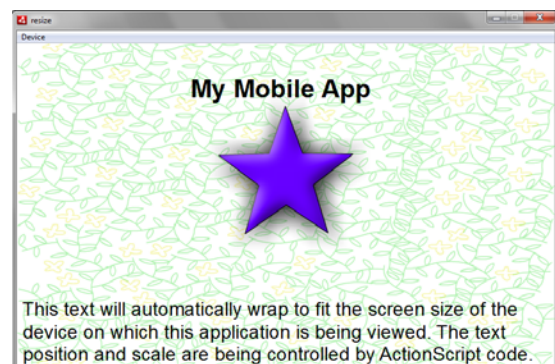 resize
Device
My Mobile App
This text will automatically wrap to fit the screen size of the
device on which this application is being viewed. The text
position and scale are being controlled by ActionScript code.